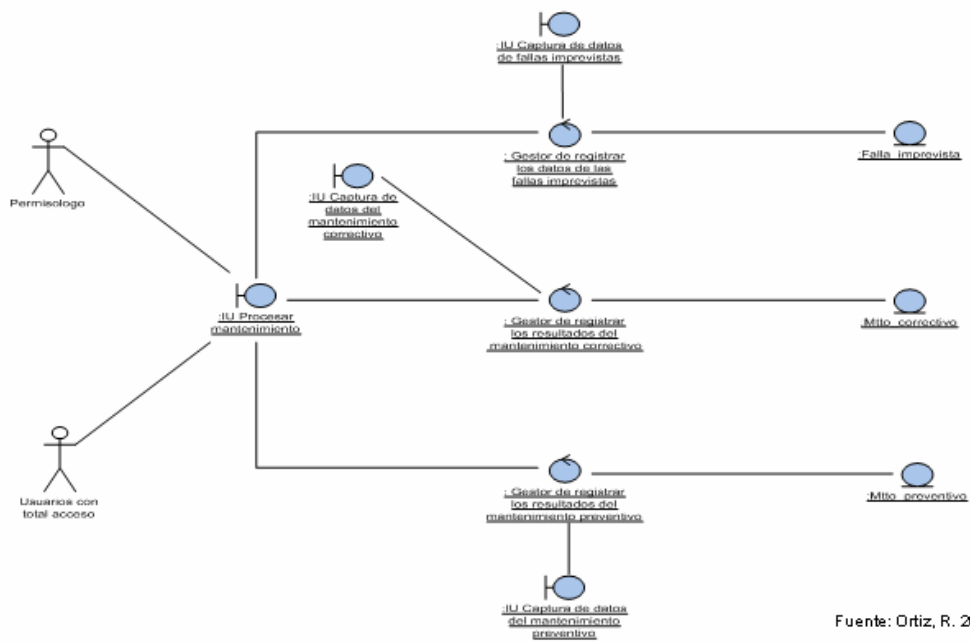 :IU Captura de datos
de fallas imprevistas
: Gestor de registrar
los datos de las
fallas imprevistas
:Falla_imprevista
Permisologo
:IU Captura de
datos del
mantenimiento
correctivo
:IU Procesar
mantenimiento
: Gestor de registrar
los resultados del
mantenimiento correctivo
:Mtto_correctivo
Usuarios con
total acceso
: Gestor de registrar
los resultados del
mantenimiento preventivo
:Mtto_preventivo
:IU Captura de datos
del mantenimiento
preventivo
Fuente: Ortiz, R. 2